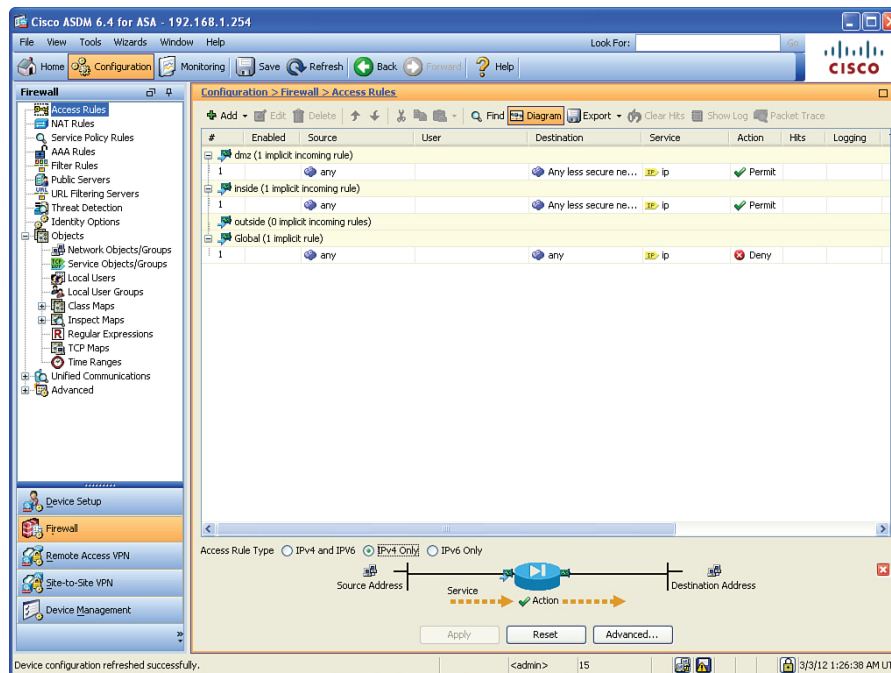 Cisco ASDM 6.4 for ASA - 192.168.1.254
File View Tools Wizards Window Help Look For: Go
Home Configuration Monitoring Save Refresh Back Forward Help
CISCO
Firewall
Access Rules
NAT Rules
Service Policy Rules
AAA Rules
Filter Rules
Public Servers
URL Filtering Servers
Threat Detection
Identity Options
Objects
Network Objects/Groups
Service Objects/Groups
Local Users
Local User Groups
Class Maps
Inspect Maps
Regular Expressions
TCP Maps
Time Ranges
Unified Communications
Advanced
Device Setup
Firewall
Remote Access VPN
Site-to-Site VPN
Device Management
Configuration > Firewall > Access Rules
Add Edit Delete Find Diagram Export Clear Hits Show Log Packet Trace
# Enabled Source User Destination Service Action Hits Logging
dmz (1 implicit incoming rule)
1 any Any less secure ne... ip Permit
inside (1 implicit incoming rule)
1 any Any less secure ne... ip Permit
outside (0 implicit incoming rules)
Global (1 implicit rule)
1 any any ip Deny
Access Rule Type IPv4 and IPv6 IPv4 Only IPv6 Only
Source Address Service Action Destination Address
Apply Reset Advanced...
Device configuration refreshed successfully. <admin> 15 3/3/12 1:26:38 AM UT